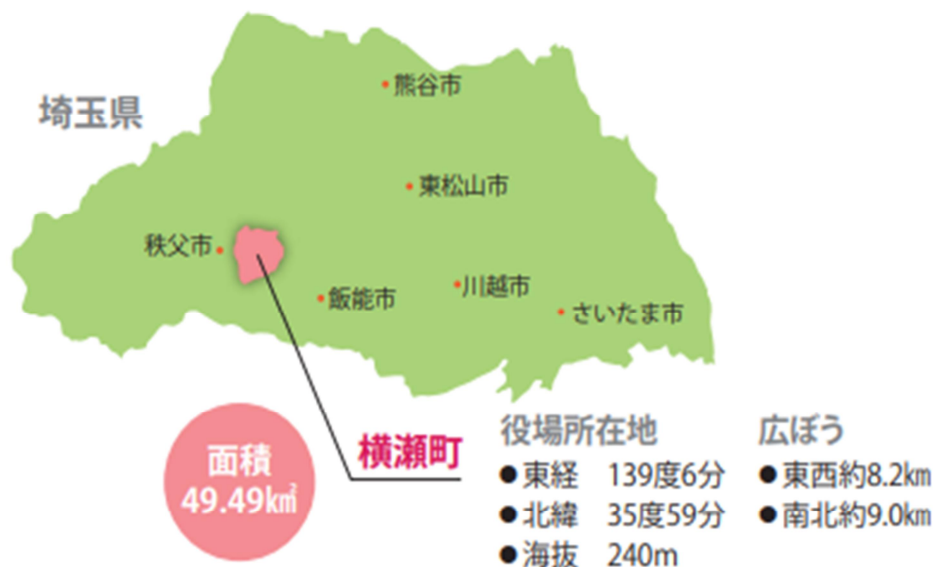 埼玉県
熊谷市
東松山市
秩父市
飯能市
川越市
さいたま市
横瀬町
面積
49.49㎢
役場所在地
●東経 139度6分
●北緯 35度59分
●海抜 240m
広ぼう
●東西約8.2㎞
●南北約9.0㎞